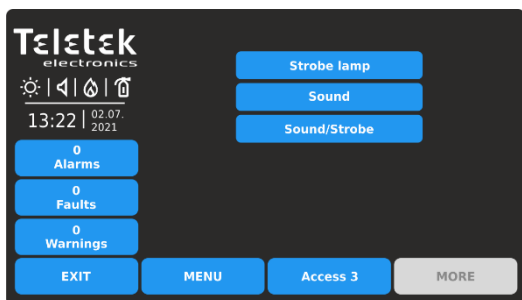 Teletek
electronics
13:22 02.07.
2021
0
Alarms
0
Faults
0
Warnings
Strobe lamp
Sound
Sound/Strobe
EXIT MENU Access 3 MORE